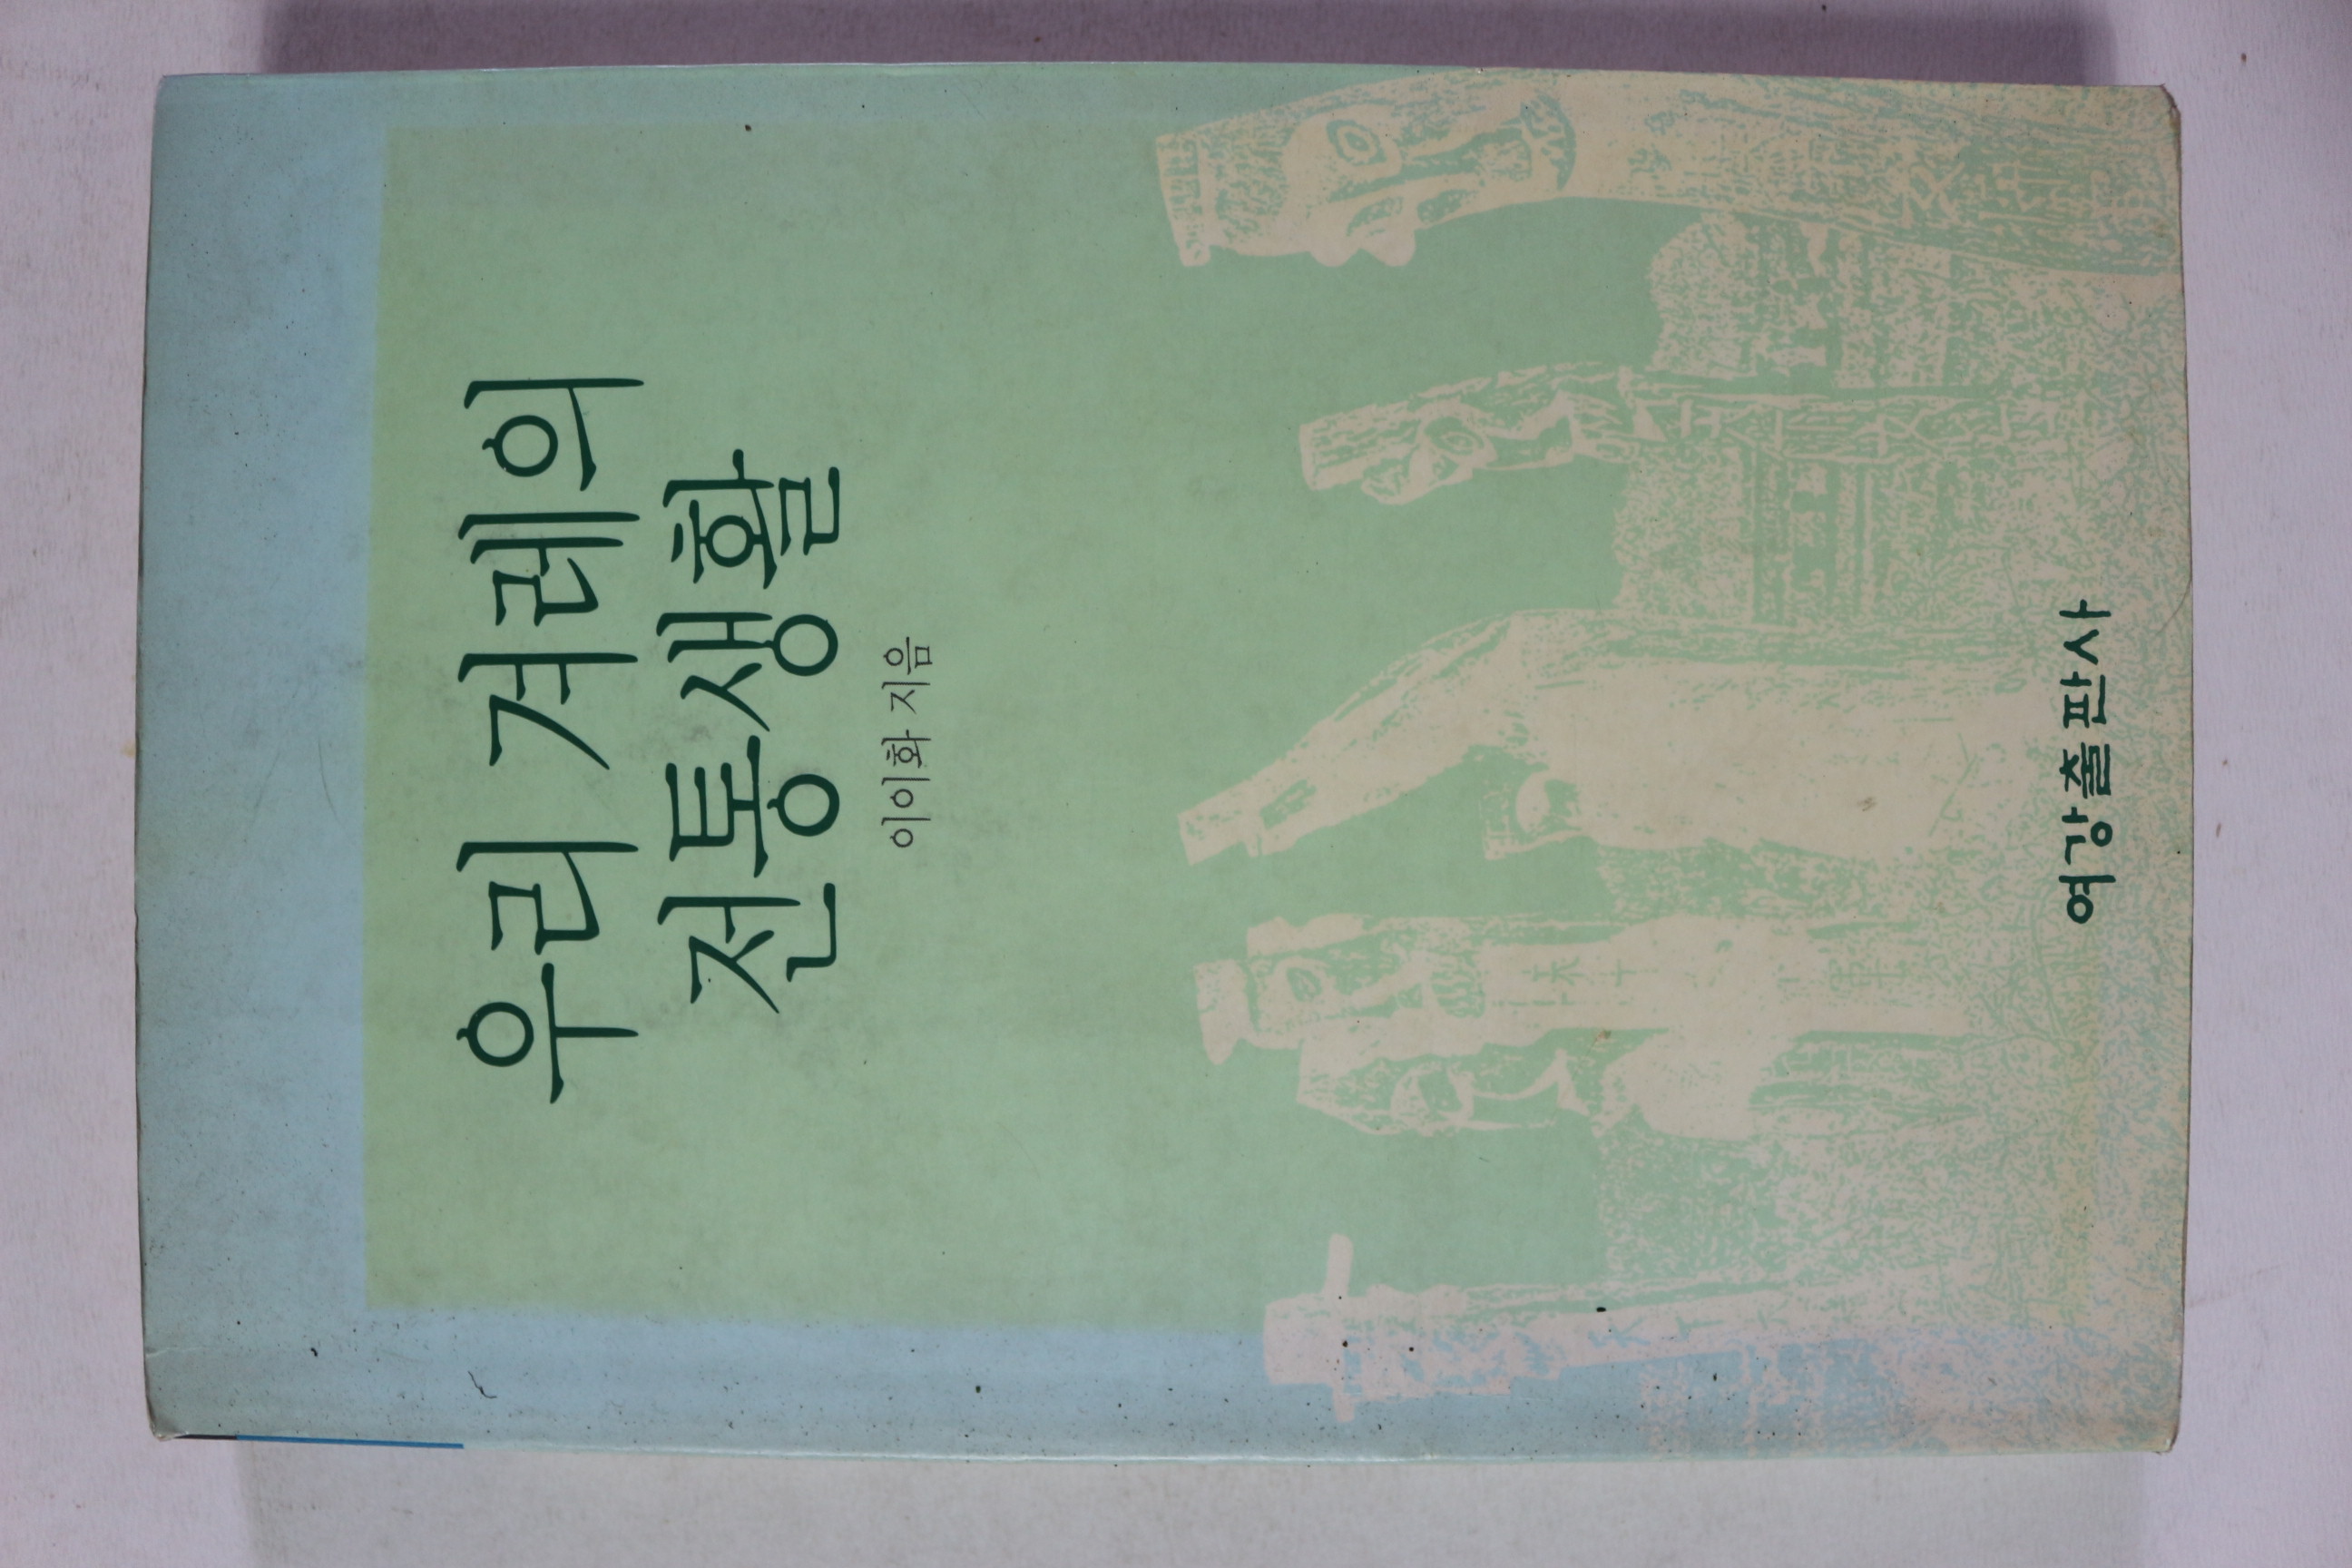 우리 겨레의
전통생활
이이화 지음
여강출판사